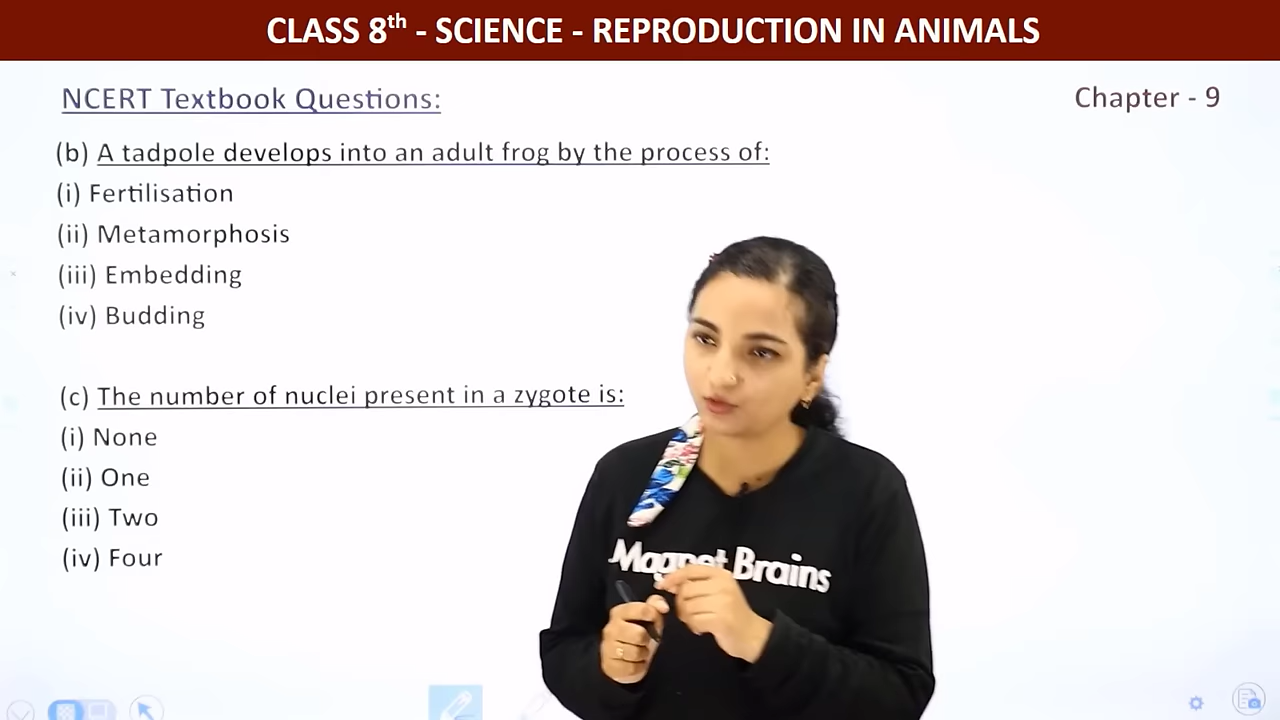 CLASS 8th - SCIENCE - REPRODUCTION IN ANIMALS
NCERT Textbook Questions:
Chapter - 9
(b) A tadpole develops into an adult frog by the process of:
(i) Fertilisation
(ii) Metamorphosis
(iii) Embedding
(iv) Budding
(c) The number of nuclei present in a zygote is:
(i) None
(ii) One
(iii) Two
(iv) Four
Magnet Brains